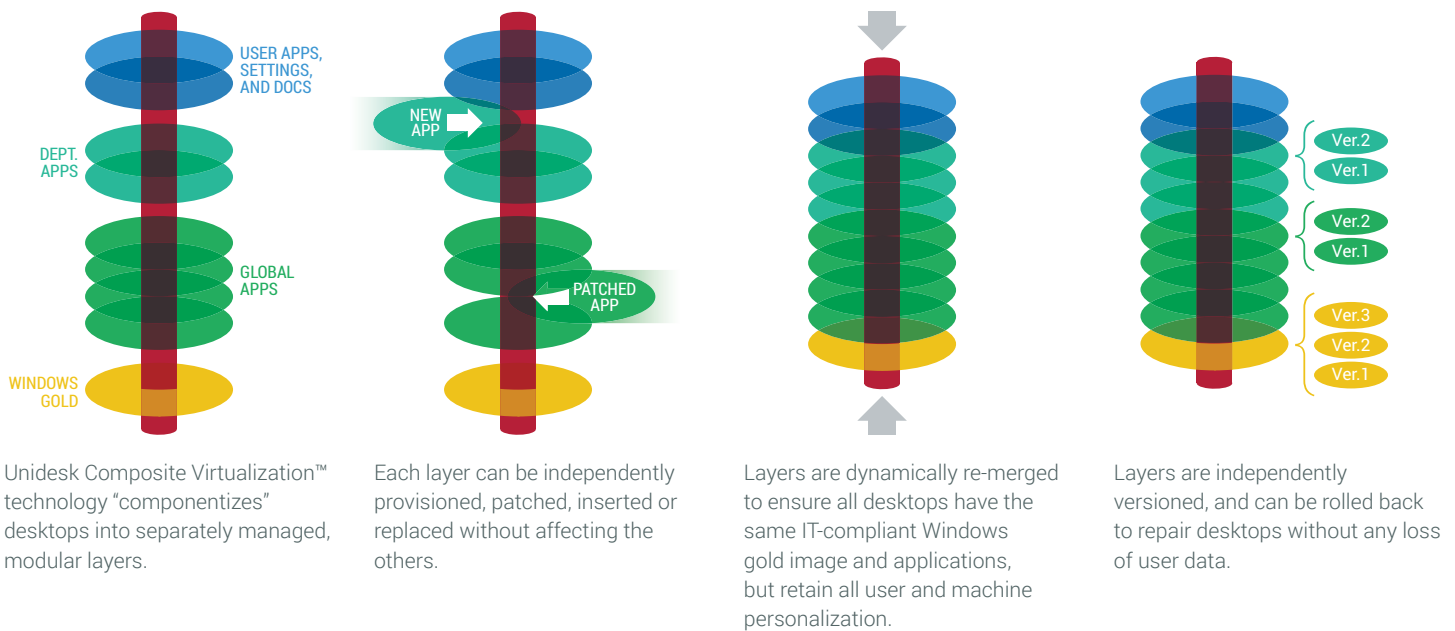 USER APPS,
SETTINGS,
AND DOCS
DEPT.
APPS
GLOBAL
APPS
WINDOWS
GOLD
Unidesk Composite Virtualization™
technology “componentizes”
desktops into separately managed,
modular layers.
NEW
APP
PATCHED
APP
Each layer can be independently
provisioned, patched, inserted or
replaced without affecting the
others.
Layers are dynamically re-merged
to ensure all desktops have the
same IT-compliant Windows
gold image and applications,
but retain all user and machine
personalization.
Ver.2
Ver.1
Ver.2
Ver.1
Ver.3
Ver.2
Ver.1
Layers are independently
versioned, and can be rolled back
to repair desktops without any loss
of user data.